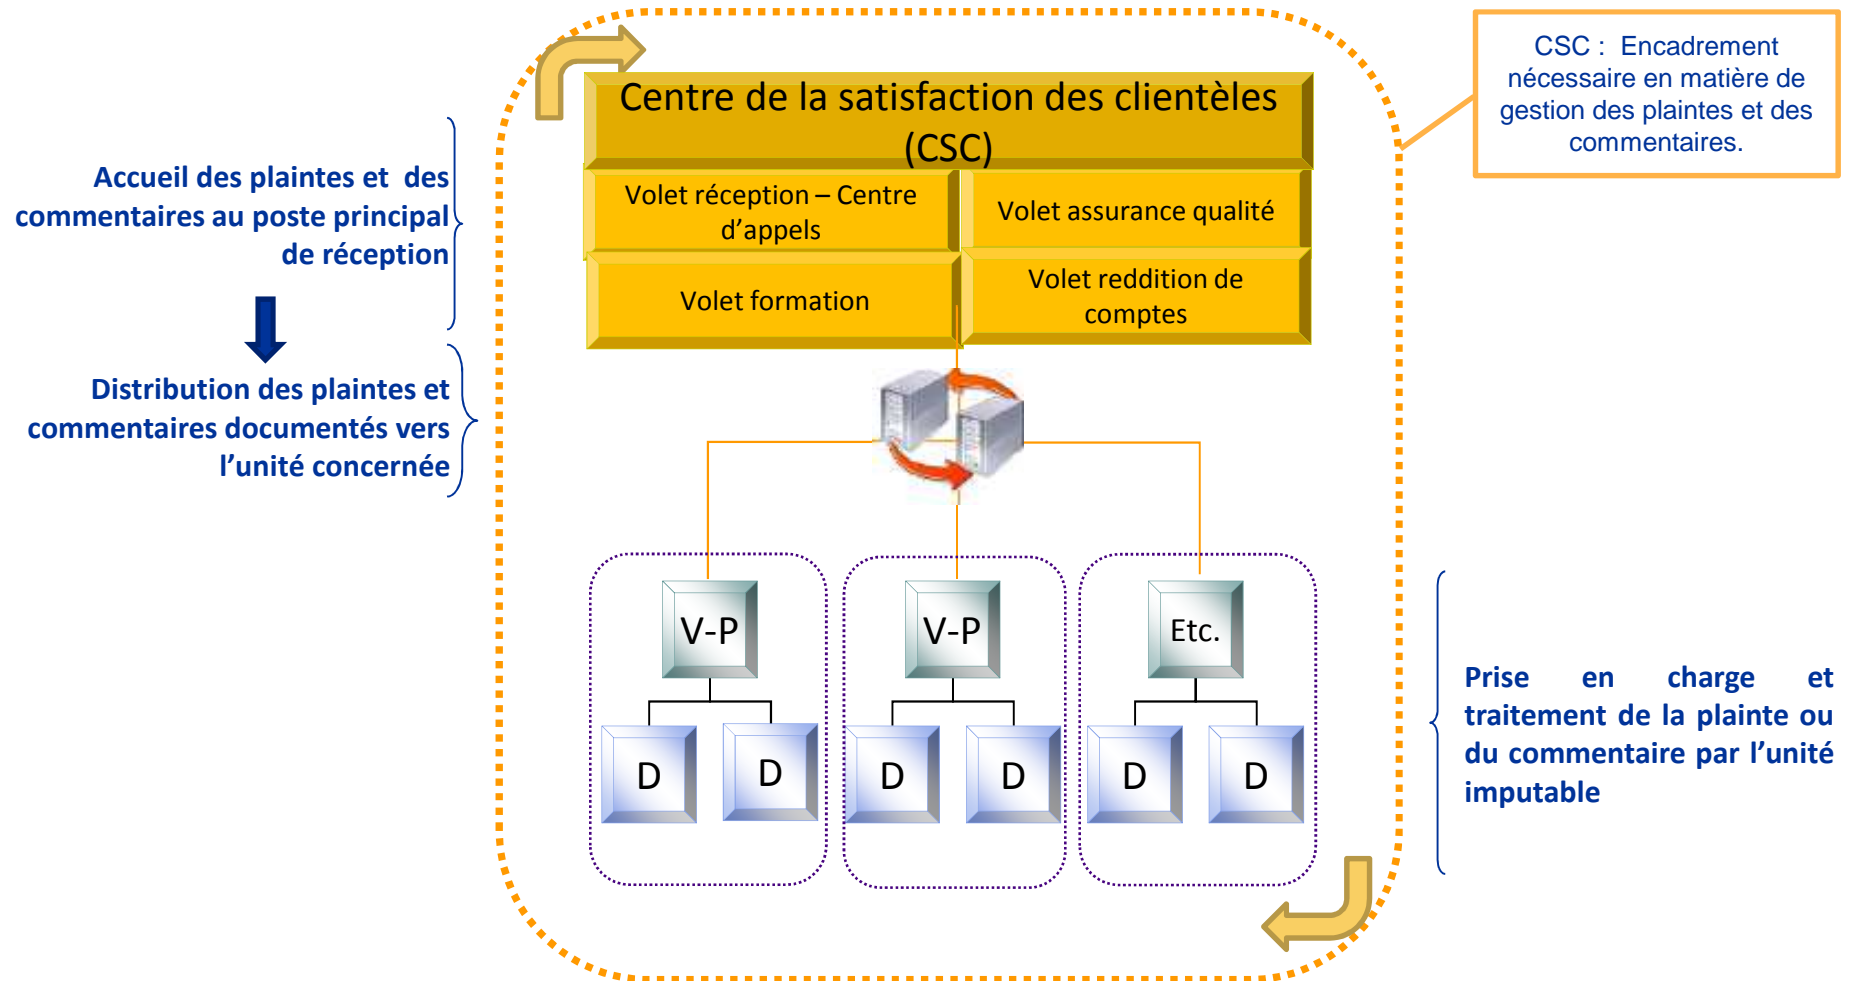 Centre de la satisfaction des clientèles
(CSC)
Volet réception – Centre
d’appels
Volet assurance qualité
Volet formation
Volet reddition de
comptes
CSC : Encadrement
nécessaire en matière de
gestion des plaintes et des
commentaires.
Accueil des plaintes et des
commentaires au poste principal
de réception
Distribution des plaintes et
commentaires documentés vers
l’unité concernée
V-P
V-P
Etc.
D
D
D
D
D
D
Prise en charge et
traitement de la plainte ou
du commentaire par l’unité
imputable